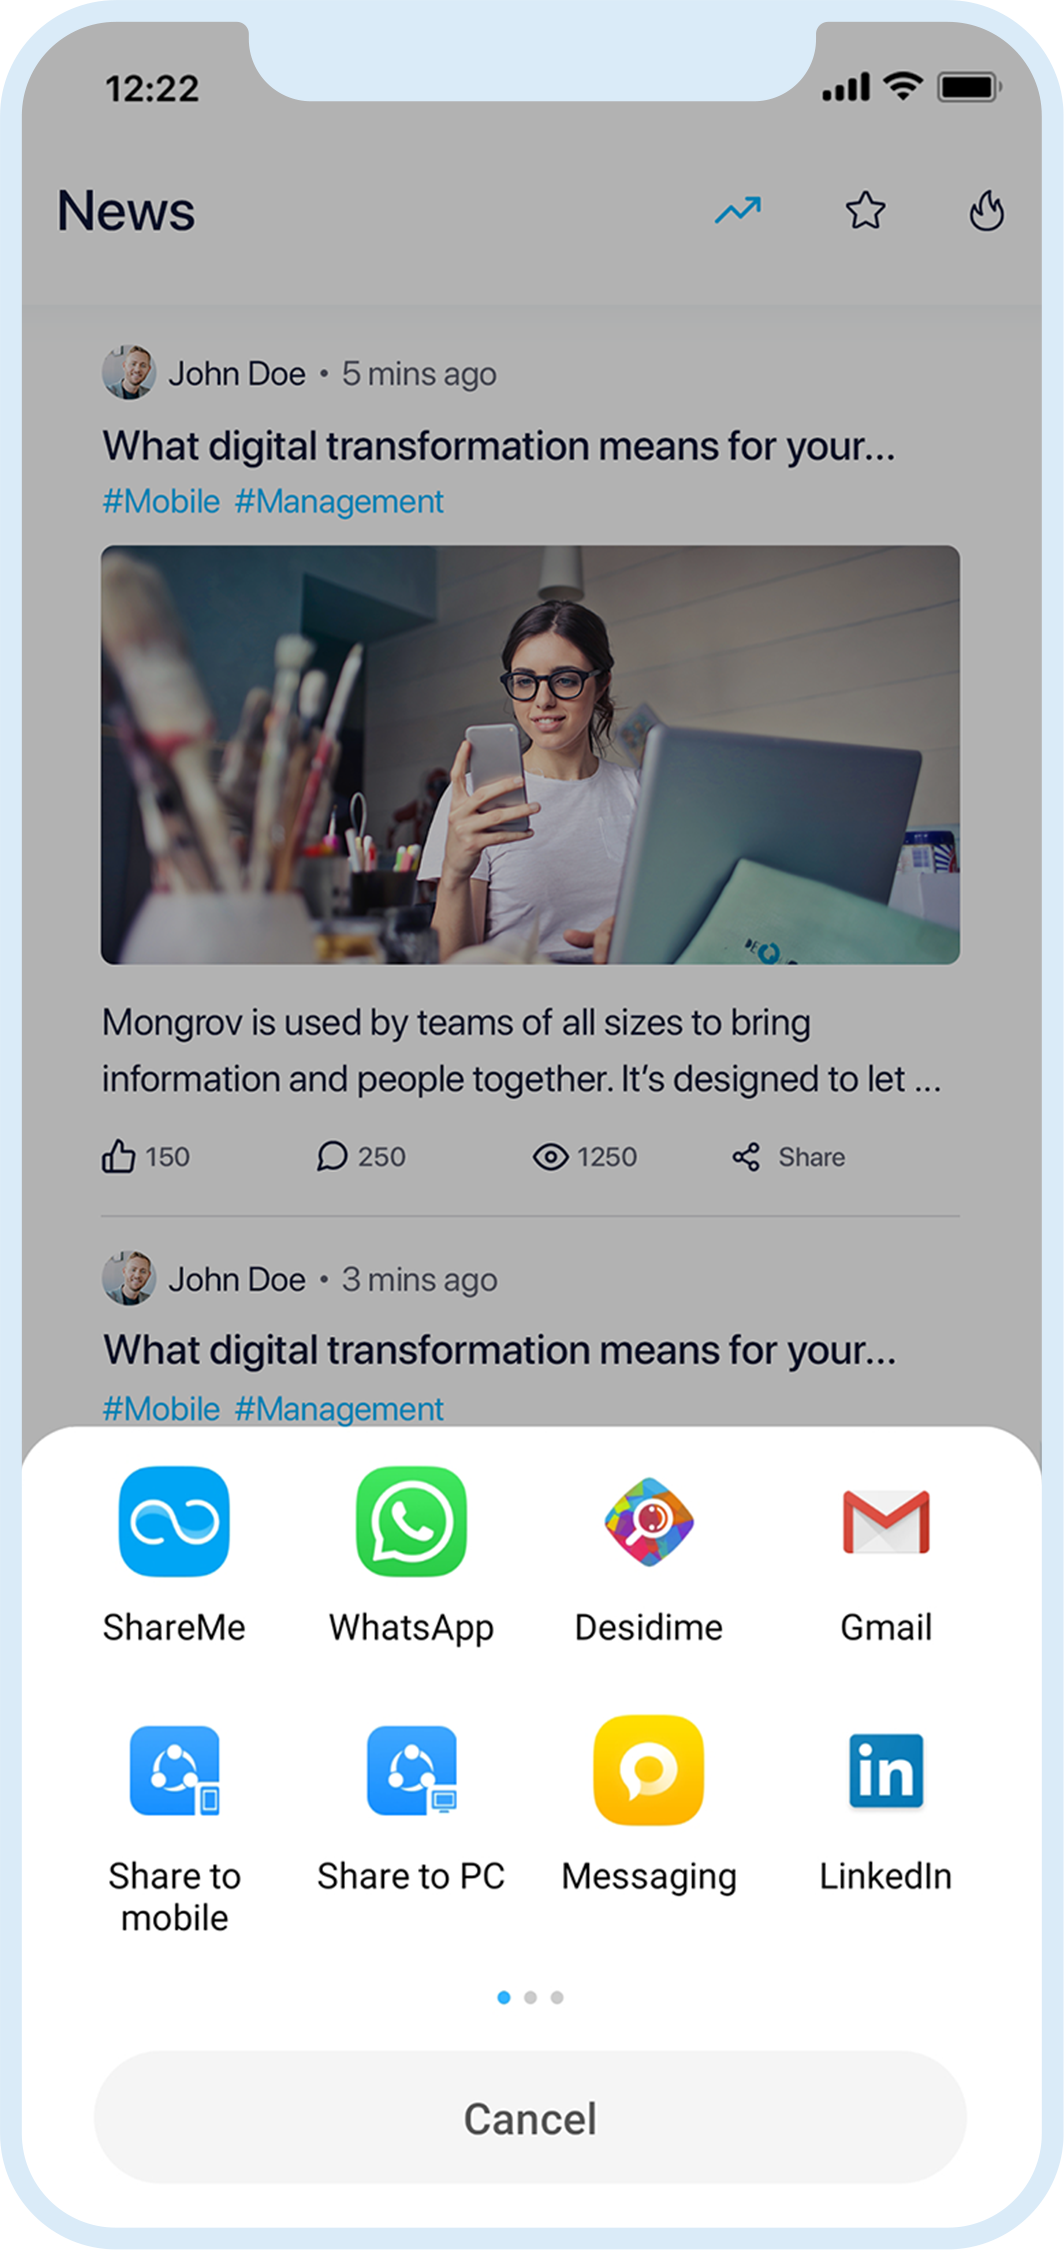 12:22
News
John Doe • 5 mins ago
What digital transformation means for your...
#Mobile #Management
Mongrov is used by teams of all sizes to bring
information and people together. It’s designed to let ...
150 250 1250 Share
John Doe • 3 mins ago
What digital transformation means for your...
#Mobile #Management
ShareMe WhatsApp Desidime Gmail
in
Share to mobile
Share to PC Messaging LinkedIn
Cancel